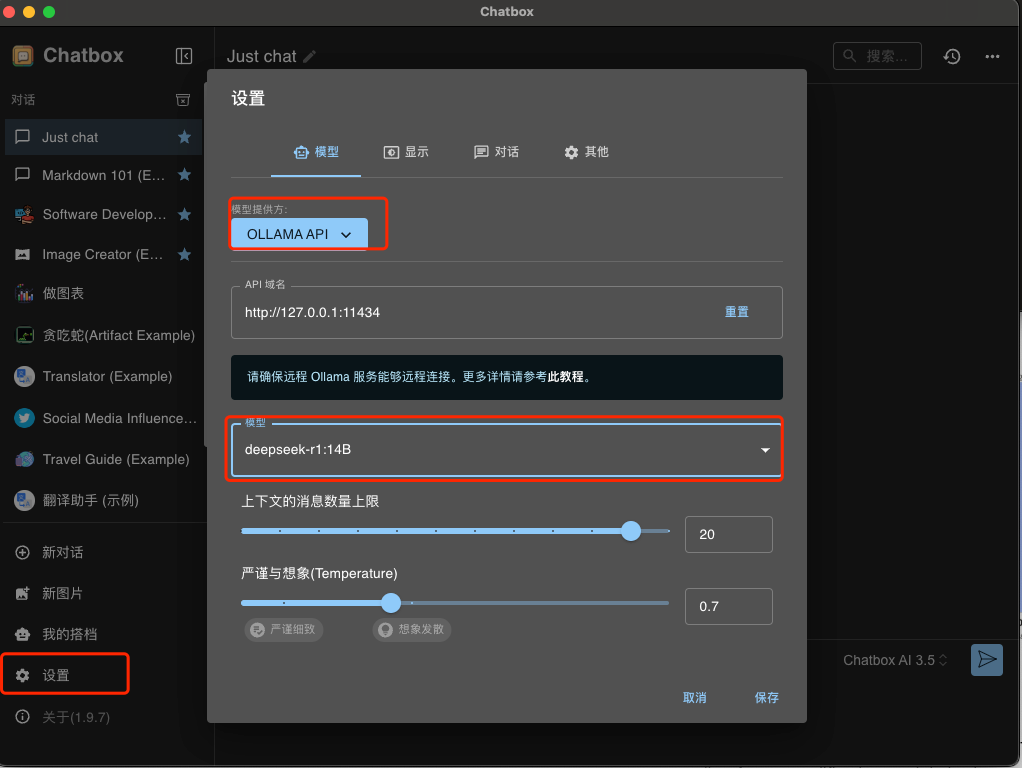 Chatbox
Chatbox
对话
Just chat
Markdown 101 (E...
Software Develop...
Image Creator (E...
做图表
贪吃蛇(Artifact Example)
Translator (Example)
Social Media Influence...
Travel Guide (Example)
翻译助手 (示例)
新对话
新图片
我的搭档
设置
关于(1.9.7)
Just chat
搜索...
设置
模型
显示
对话
其他
模型提供方:
OLLAMA API
API 域名
http://127.0.0.1:11434
重置
请确保远程 Ollama 服务能够远程连接。更多详情请参考此教程。
模型
deepseek-r1:14B
上下文的消息数量上限
20
严谨与想象(Temperature)
0.7
严谨细致
想象发散
取消
保存
Chatbox AI 3.5